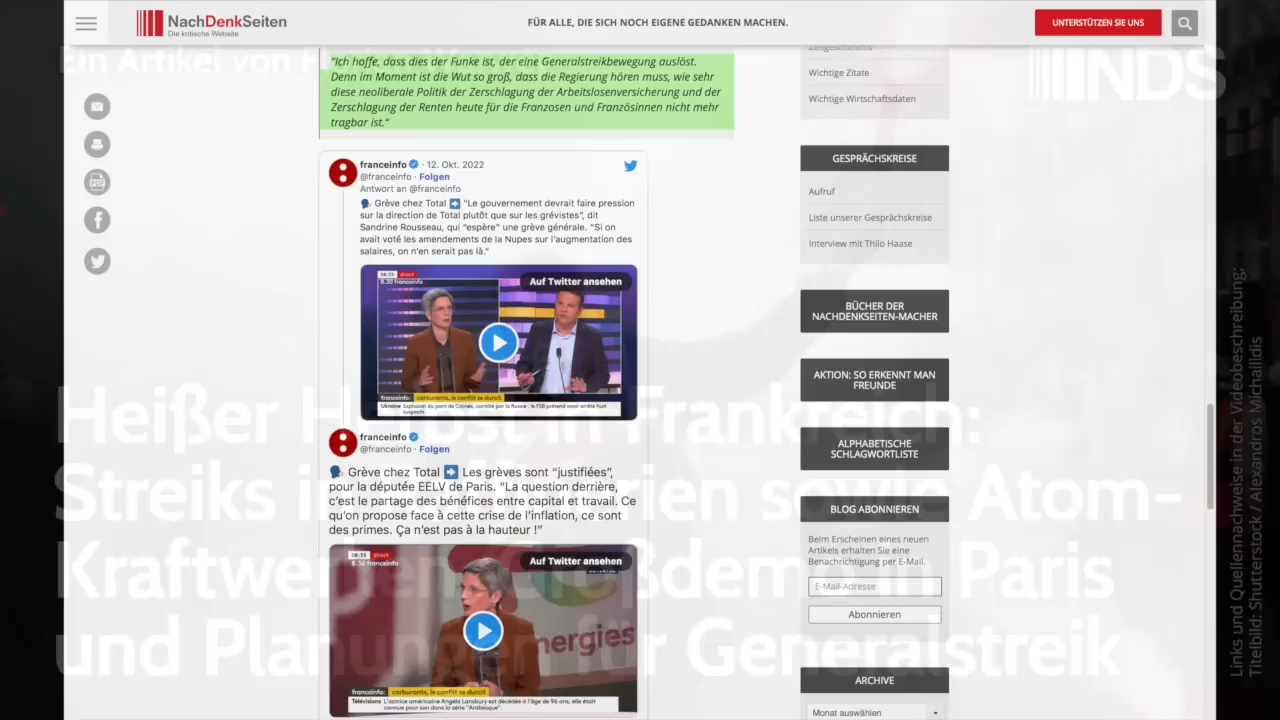 NachDenkSeiten
Die kritische Website
FÜR ALLE, DIE SICH NOCH EIGENE GEDANKEN MACHEN.
UNTERSTÜTZEN SIE UNS
Ein Artikel von
NDS
"Ich hoffe, dass dies der Funke ist, der eine Generalstreikbewegung auslöst.
Denn im Moment ist die Wut so groß, dass die Regierung hören muss, wie sehr
diese neoliberale Politik der Zerschlagung der Arbeitslosenversicherung und der
Zerschlagung der Renten heute für die Franzosen und Französinnen nicht mehr
tragbar ist."
franceinfo · 12. Okt. 2022
@franceinfo · Folgen
Antwort an @franceinfo
🗣 Grève chez Total ➡ "Le gouvernement devrait faire pression
sur la direction de Total plutôt que sur les grévistes", dit
Sandrine Rousseau, qui "espère" une grève générale. "Si on
avait voté les amendements de la Nupes sur l'augmentation des
salaires, on n'en serait pas là."
08:33 direct
8.30 franceinfo
Auf Twitter ansehen
franceinfo: carburants, le conflit se durcit
Ukraine Explosion du pont de Crimée, contrôlé par la Russie : le FSB prétend avoir arrêté huit
suspects.
franceinfo
@franceinfo · Folgen
🗣 Grève chez Total ➡ Les grèves sont "justifiées",
pour la députée EELV de Paris. "La question derrière,
c'est le partage des bénéfices entre capital et travail. Ce
qu'on propose face à cette crise de l'inflation, ce sont
des primes. Ça n'est pas à la hauteur !"
08:35 direct
8.30 franceinfo
Auf Twitter ansehen
nergies
franceinfo: carburants, le conflit se durcit
Télévisions L'actrice américaine Angela Lansbury est décédée à l'âge de 96 ans, elle était
connue pour son dans la série "Arabesque".
Zeitgeschehens
Wichtige Zitate
Wichtige Wirtschaftsdaten
GESPRÄCHSKREISE
Aufruf
Liste unserer Gesprächskreise
Interview mit Thilo Haase
BÜCHER DER
NACHDENKSEITEN-MACHER
AKTION: SO ERKENNT MAN
FREUNDE
ALPHABETISCHE
SCHLAGWORTLISTE
BLOG ABONNIEREN
Beim Erscheinen eines neuen
Artikels erhalten Sie eine
Benachrichtigung per E-Mail.
E-Mail-Adresse
Abonnieren
ARCHIVE
Monat auswählen
Heißer Herbst in Frankreich
Streiks in Atom-
Kraftwerken Paris
und Planungen für Generalstreik
Links und Quellennachweise in der Videobeschreibung;
Titelbild: Shutterstock / Alexandros Michailidis